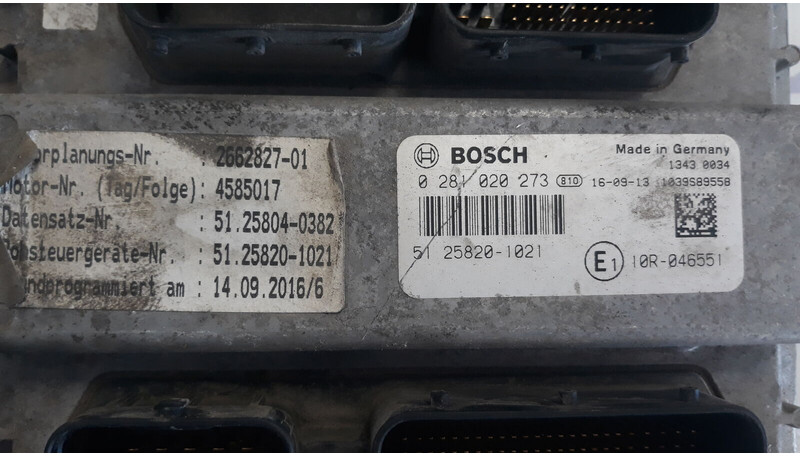 orplanungs-Nr. : 2662827-01
Motor-Nr. (Tag/Folge): 4585017
Datensatz-Nr. : 51.25804-0382
ohsteuergeräte-Nr. : 51.25820-1021
ndprogrammiert am : 14.09.2016/6
BOSCH
Made in Germany
1343 0034
0 281 020 273 810 16-09-13 1039S89558
51 25820-1021
E1 10R-046551